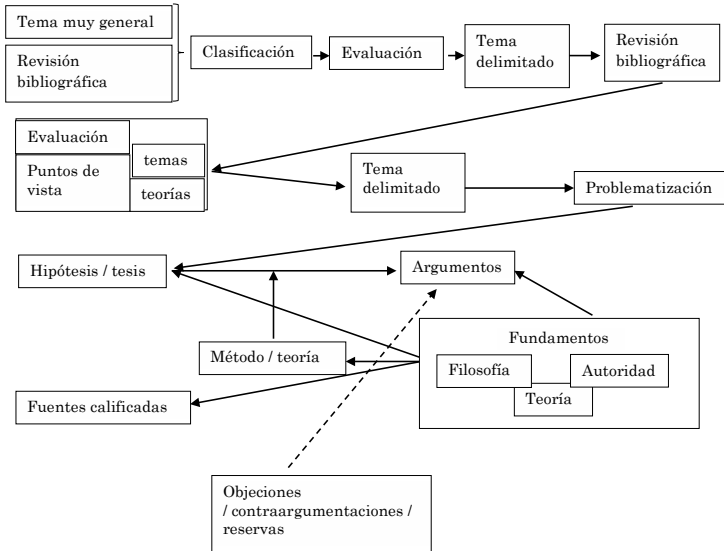 Tema muy general
Revisión
bibliográfica
Clasificación
Evaluación
Tema
delimitado
Revisión
bibliográfica
Evaluación
Puntos de
vista
temas
teorías
Tema
delimitado
Problematización
Hipótesis / tesis
Argumentos
Método / teoría
Fundamentos
Filosofía
Autoridad
Teoría
Fuentes calificadas
Objeciones
/ contraargumentaciones /
reservas